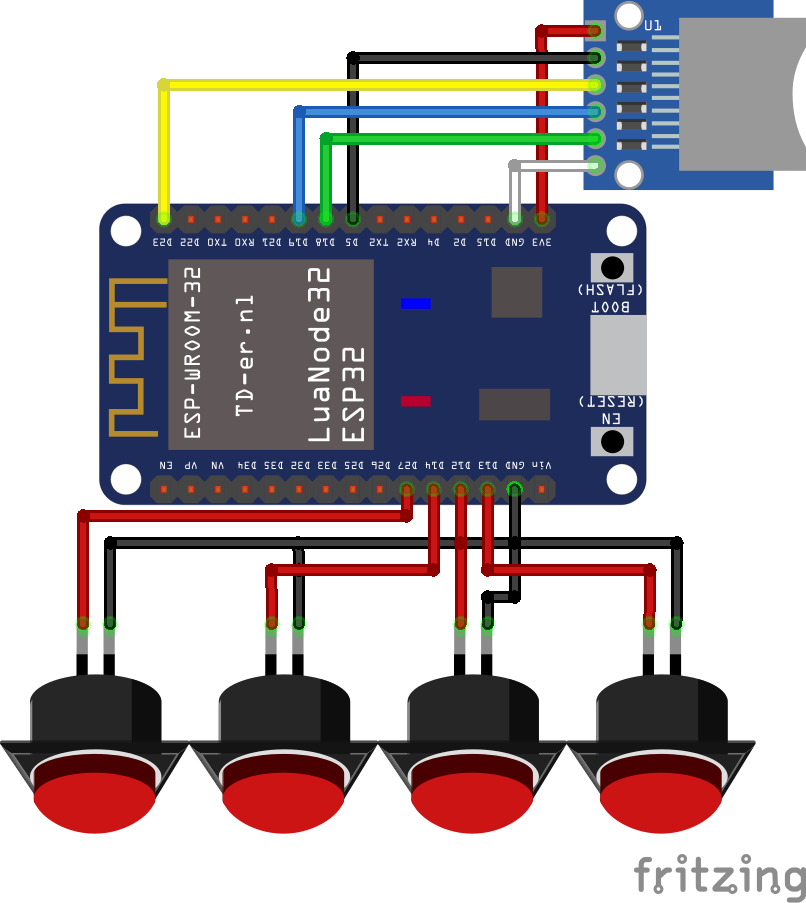 U1
D23 D22 TX0 RX0 D21 D19 D18 D5 TX2 RX2 D4 D2 D15 GND 3V3
(FLASH)
BOOT
ESP-WROOM-32
TD-er.nl
LuaNode32
ESP32
(RESET)
EN
EN VP VN D34 D35 D32 D33 D25 D26 D27 D14 D12 D13 GND Vin
fritzing